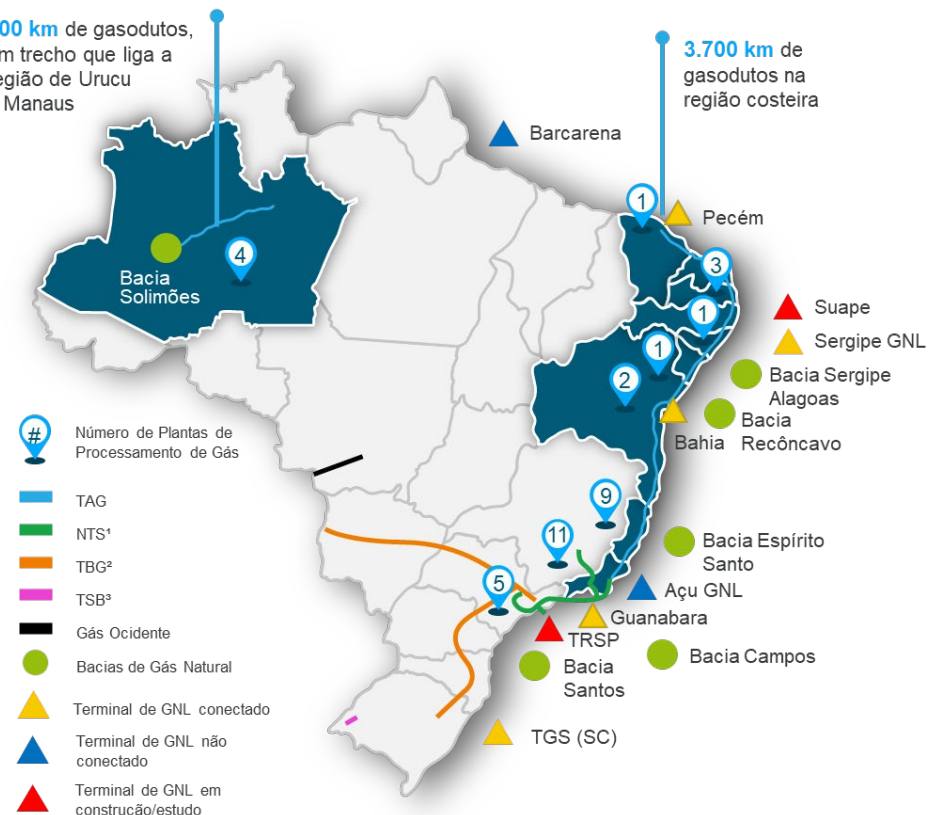 00 km de gasodutos,
m trecho que liga a
egião de Urucu
Manaus
3.700 km de
gasodutos na
região costeira
Barcarena
Pecém
1
3
4
Bacia
Solimões
1
1
2
Suape
Sergipe GNL
Bacia Sergipe
Alagoas
Bacia
Recôncavo
Bahia
#
Número de Plantas de
Processamento de Gás
TAG
NTS¹
TBG²
TSB³
Gás Ocidente
Bacias de Gás Natural
Terminal de GNL conectado
Terminal de GNL não
conectado
Terminal de GNL em
construção/estudo
9
11
5
Bacia Espírito
Santo
Açu GNL
Guanabara
TRSP
Bacia
Santos
Bacia Campos
TGS (SC)